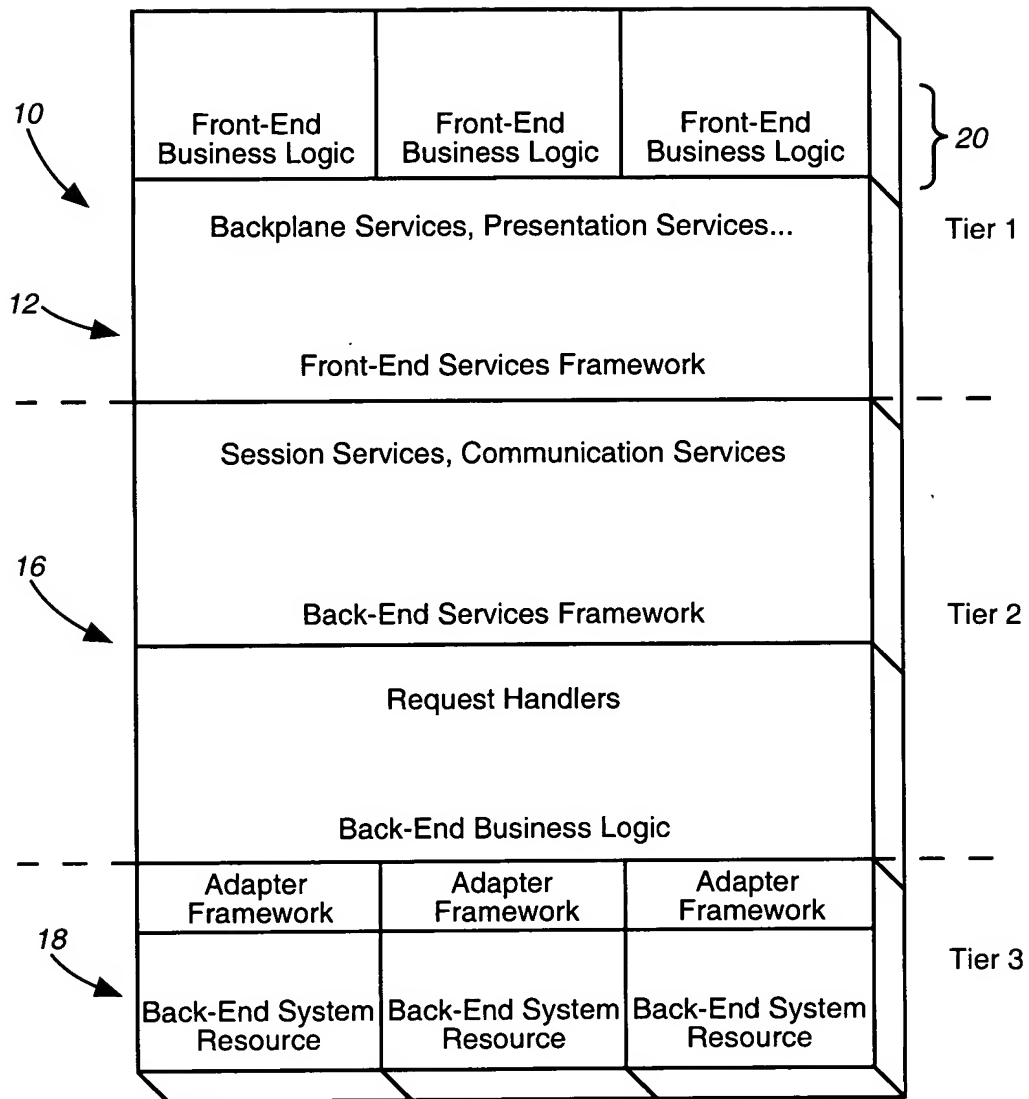 Front-End
Business Logic
Front-End
Business Logic
Front-End
Business Logic
10
20
Backplane Services, Presentation Services...
Tier 1
12
Front-End Services Framework
Session Services, Communication Services
16
Back-End Services Framework
Tier 2
Request Handlers
Back-End Business Logic
Adapter
Framework
Adapter
Framework
Adapter
Framework
18
Tier 3
Back-End System
Resource
Back-End System
Resource
Back-End System
Resource